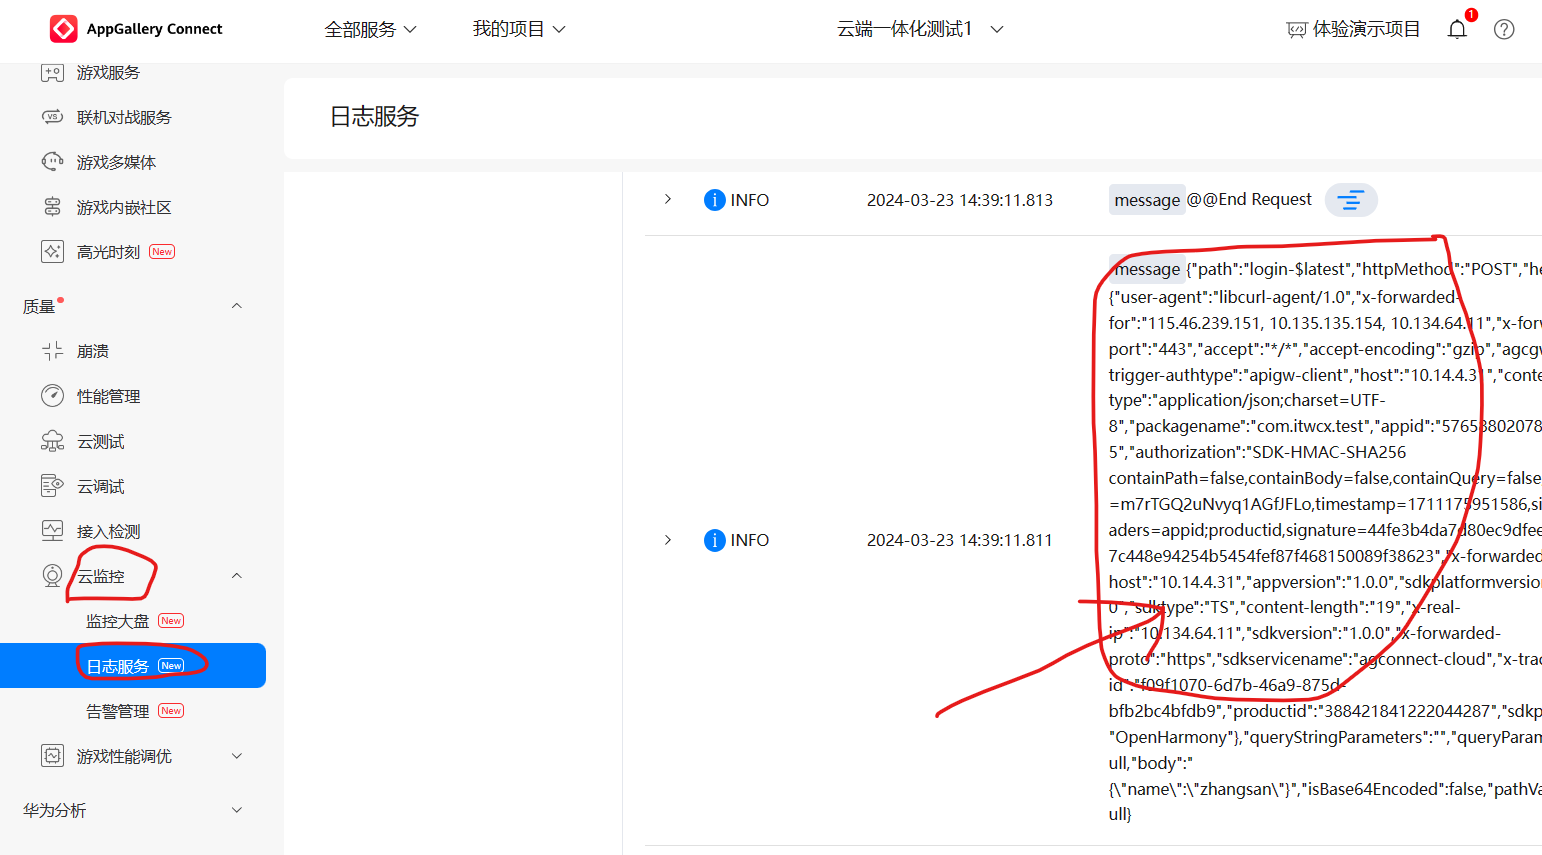 AppGallery Connect
全部服务
我的项目
云端一体化测试1
体验演示项目
1
游戏服务
联机对战服务
游戏多媒体
游戏内嵌社区
高光时刻 New
质量
崩溃
性能管理
云测试
云调试
接入检测
云监控
监控大盘 New
日志服务 New
告警管理 New
游戏性能调优
华为分析
日志服务
INFO 2024-03-23 14:39:11.813 message @@End Request
INFO 2024-03-23 14:39:11.811
message {"path":"login-$latest","httpMethod":"POST","he
{"user-agent":"libcurl-agent/1.0","x-forwarded-
for":"115.46.239.151, 10.135.135.154, 10.134.64.11","x-forw
port":"443","accept":"*/*","accept-encoding":"gzip","agcgw
trigger-authtype":"apigw-client","host":"10.14.4.31","conte
type":"application/json;charset=UTF-
8","packagename":"com.itwcx.test","appid":"57658802078
5","authorization":"SDK-HMAC-SHA256
containPath=false,containBody=false,containQuery=false,
=m7rTGQ2uNvyq1AGfJFLo,timestamp=1711175951586,si
aders=appid;productid,signature=44fe3b4da7d80ec9dfee
7c448e94254b5454fef87f468150089f38623","x-forwarded
host":"10.14.4.31","appversion":"1.0.0","sdkplatformversion
0","sdktype":"TS","content-length":"19","x-real-
ip":"10.134.64.11","sdkversion":"1.0.0","x-forwarded-
proto":"https","sdkservicename":"agconnect-cloud","x-trac
id":"f09f1070-6d7b-46a9-875d-
bfb2bc4bfdb9","productid":"388421841222044287","sdkp
"OpenHarmony"},"queryStringParameters":"","queryParam
ull,"body":"
{\"name\":\"zhangsan\"}","isBase64Encoded":false,"pathVa
ull}